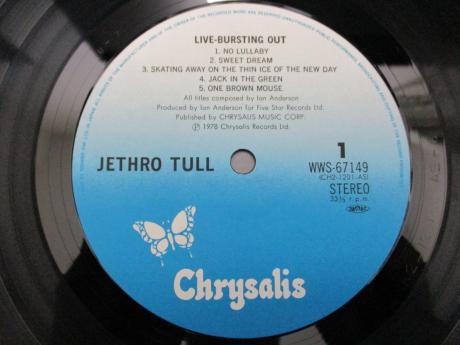 LIVE-BURSTING OUT
1. NO LULLABY
2. SWEET DREAM
3. SKATING AWAY ON THE THIN ICE OF THE NEW DAY
4. JACK IN THE GREEN
5. ONE BROWN MOUSE
All titles composed by Ian Anderson
Produced by Ian Anderson for Five Star Records Ltd.
Published by CHRYSALIS MUSIC CORP.
Ⓟ 1978 Chrysalis Records Ltd.
JETHRO TULL
1
WWS-67149
(CH2-1201-AS)
STEREO
33⅓ r.p.m.
Chrysalis